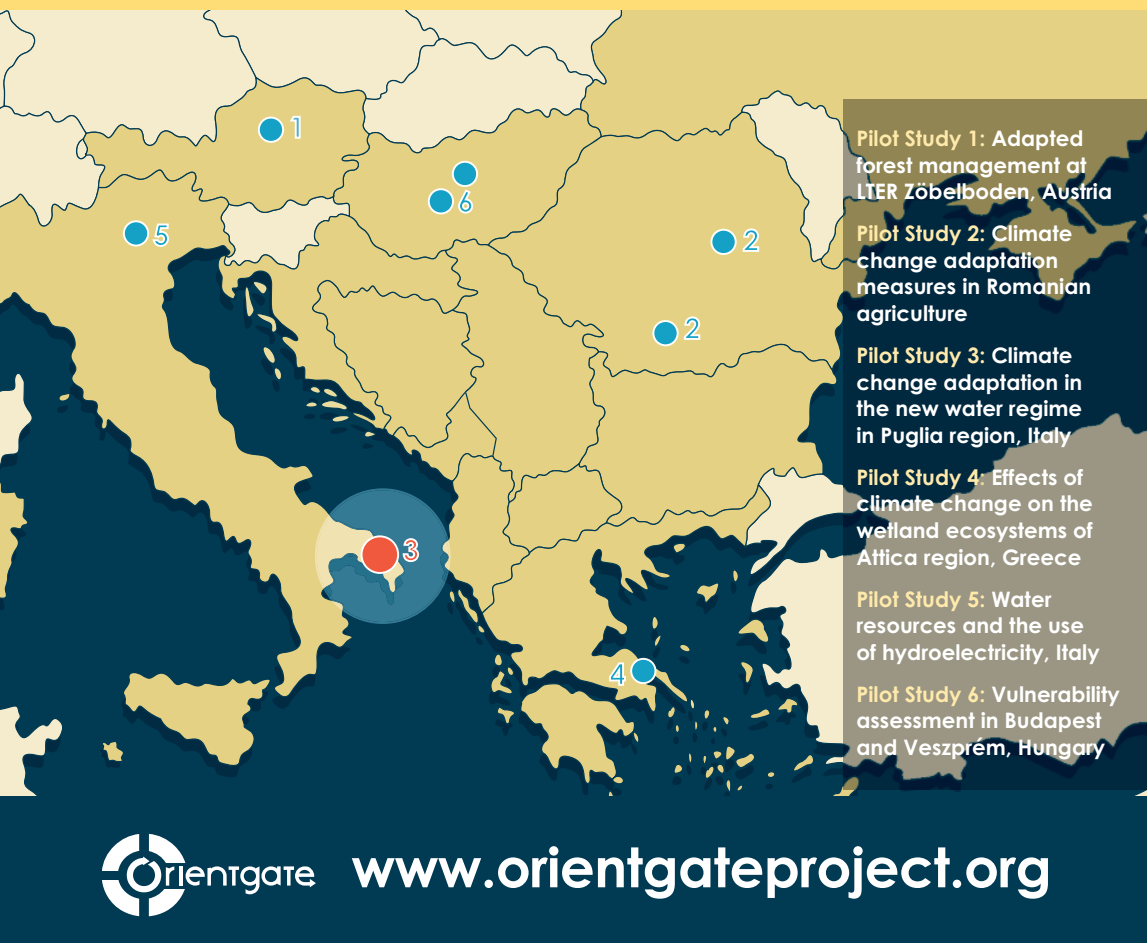 1
6
5
2
2
3
4
Pilot Study 1: Adapted
forest management at
LTER Zöbelboden, Austria
Pilot Study 2: Climate
change adaptation
measures in Romanian
agriculture
Pilot Study 3: Climate
change adaptation in
the new water regime
in Puglia region, Italy
Pilot Study 4: Effects of
climate change on the
wetland ecosystems of
Attica region, Greece
Pilot Study 5: Water
resources and the use
of hydroelectricity, Italy
Pilot Study 6: Vulnerability
assessment in Budapest
and Veszprém, Hungary
Orientgate
www.orientgateproject.org